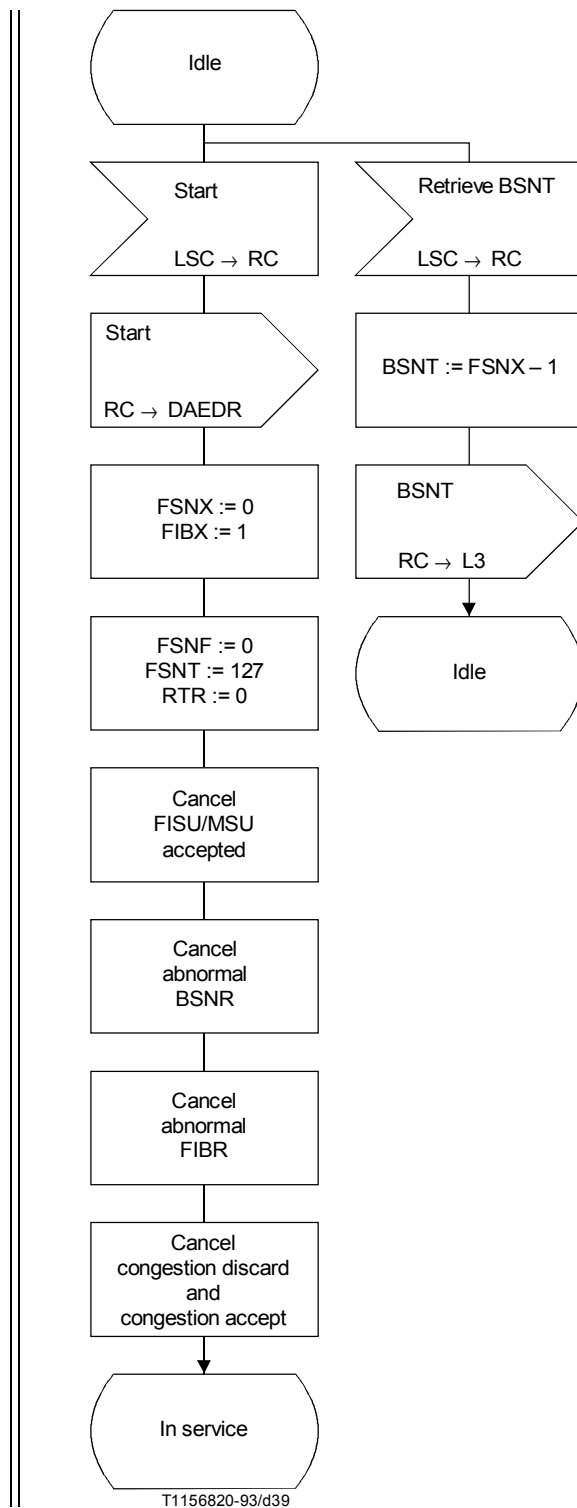 Idle
Start
LSC → RC
Start
RC → DAEDR
FSNX := 0
FIBX := 1
FSNF := 0
FSNT := 127
RTR := 0
Cancel
FISU/MSU
accepted
Cancel
abnormal
BSNR
Cancel
abnormal
FIBR
Cancel
congestion discard
and
congestion accept
In service
Retrieve BSNT
LSC → RC
BSNT := FSNX – 1
BSNT
RC → L3
Idle
T1156820-93/d39